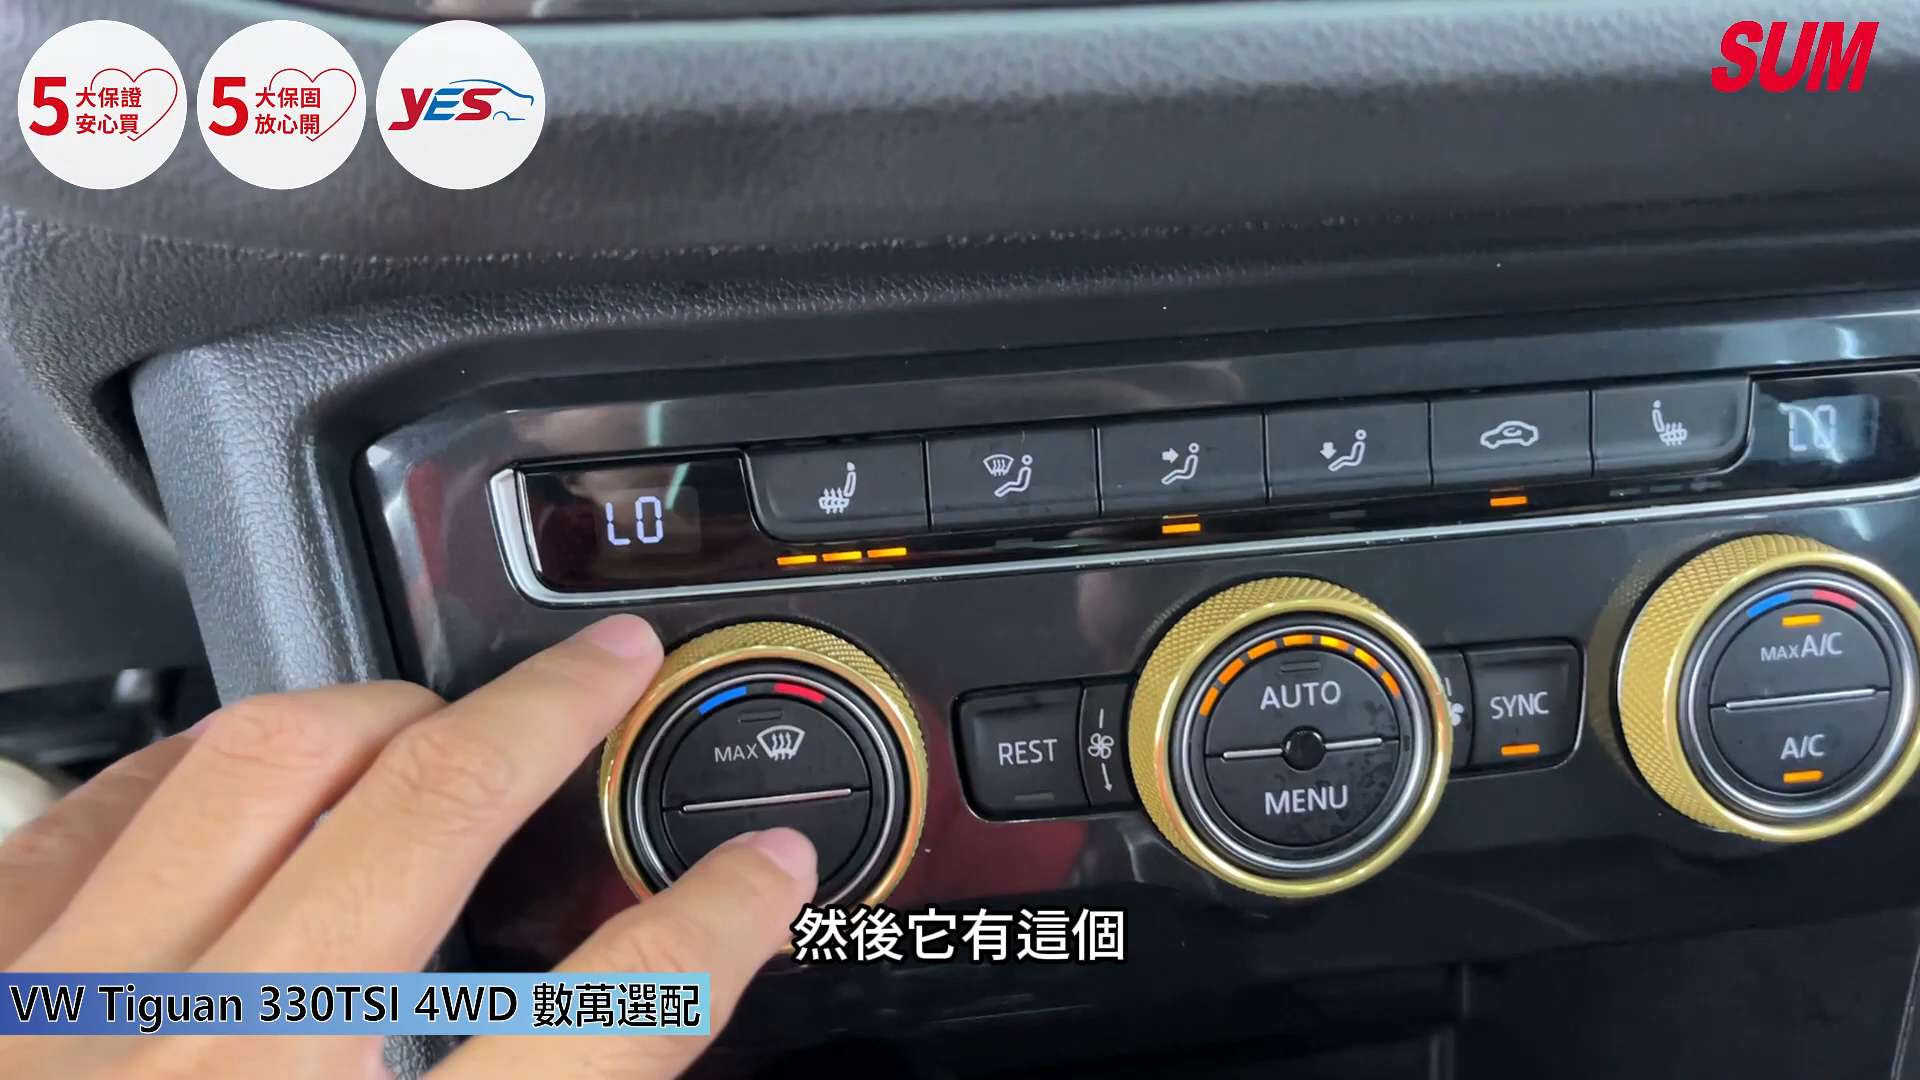 5大保證
安心買
5大保固
放心開
YES
SUM
LO
LO
MAX
REST
AUTO
MENU
SYNC
MAX A/C
A/C
然後它有這個
VW Tiguan 330TSI 4WD 數萬選配